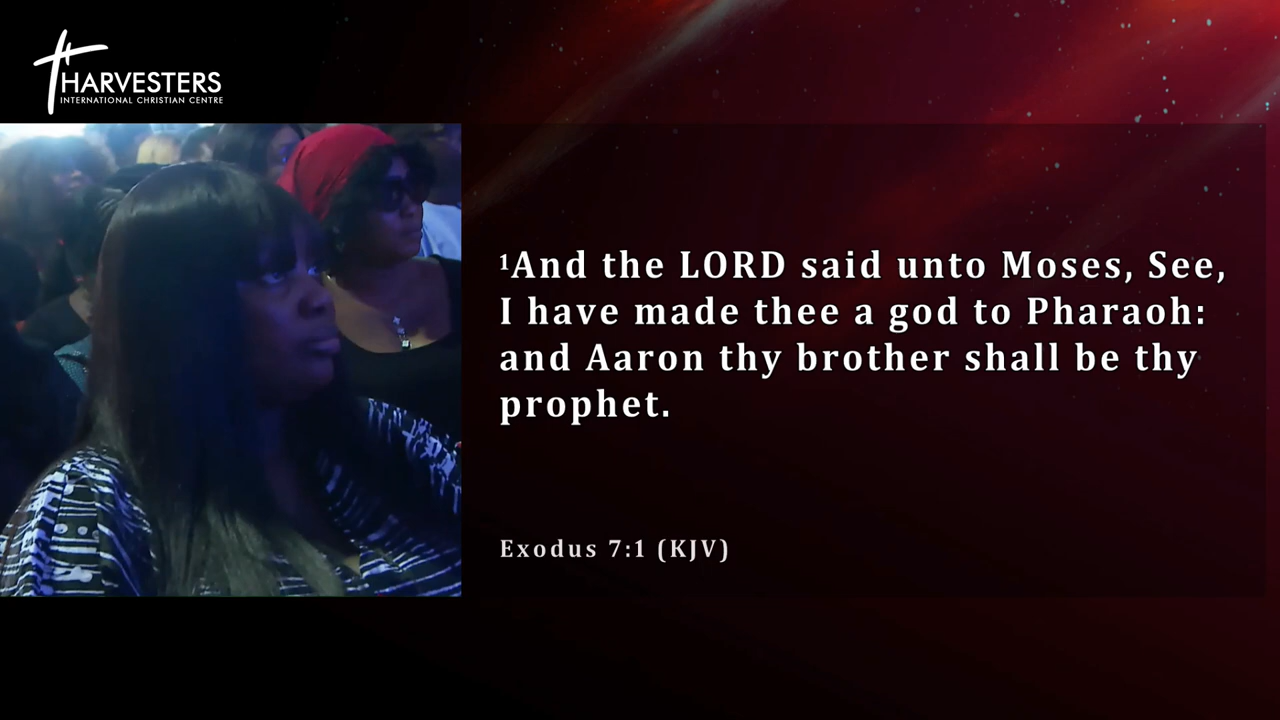 HARVESTERS
INTERNATIONAL CHRISTIAN CENTRE
¹And the LORD said unto Moses, See,
I have made thee a god to Pharaoh:
and Aaron thy brother shall be thy
prophet.
Exodus 7:1 (KJV)